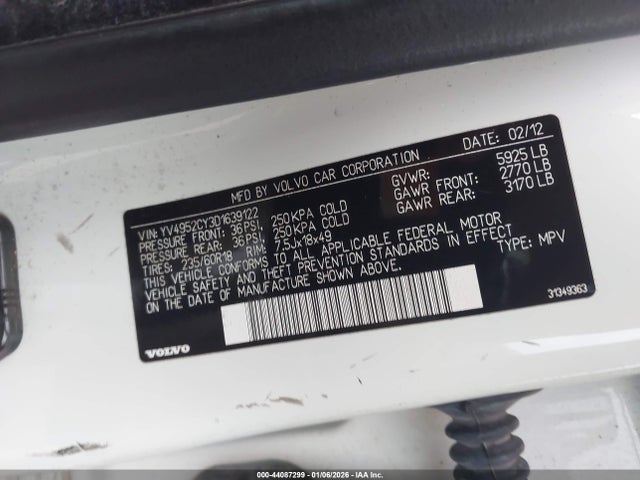 MFD BY VOLVO CAR CORPORATION DATE: 02/12
VIN: YV4952CY3D1639122 GVWR: 5925 LB
PRESSURE FRONT: 36 PSI, 250 KPA COLD GAWR FRONT: 2770 LB
PRESSURE REAR: 36 PSI, 250 KPA COLD GAWR REAR: 3170 LB
TIRES: 235/60R18 RIM: 7,5Jx18x49
THIS VEHICLE CONFORMS TO ALL APPLICABLE FEDERAL MOTOR
VEHICLE SAFETY AND THEFT PREVENTION STANDARDS IN EFFECT
ON THE DATE OF MANUFACTURE SHOWN ABOVE. TYPE: MPV
31349363
VOLVO
000-44087299 - 01/06/2026 - IAA Inc.